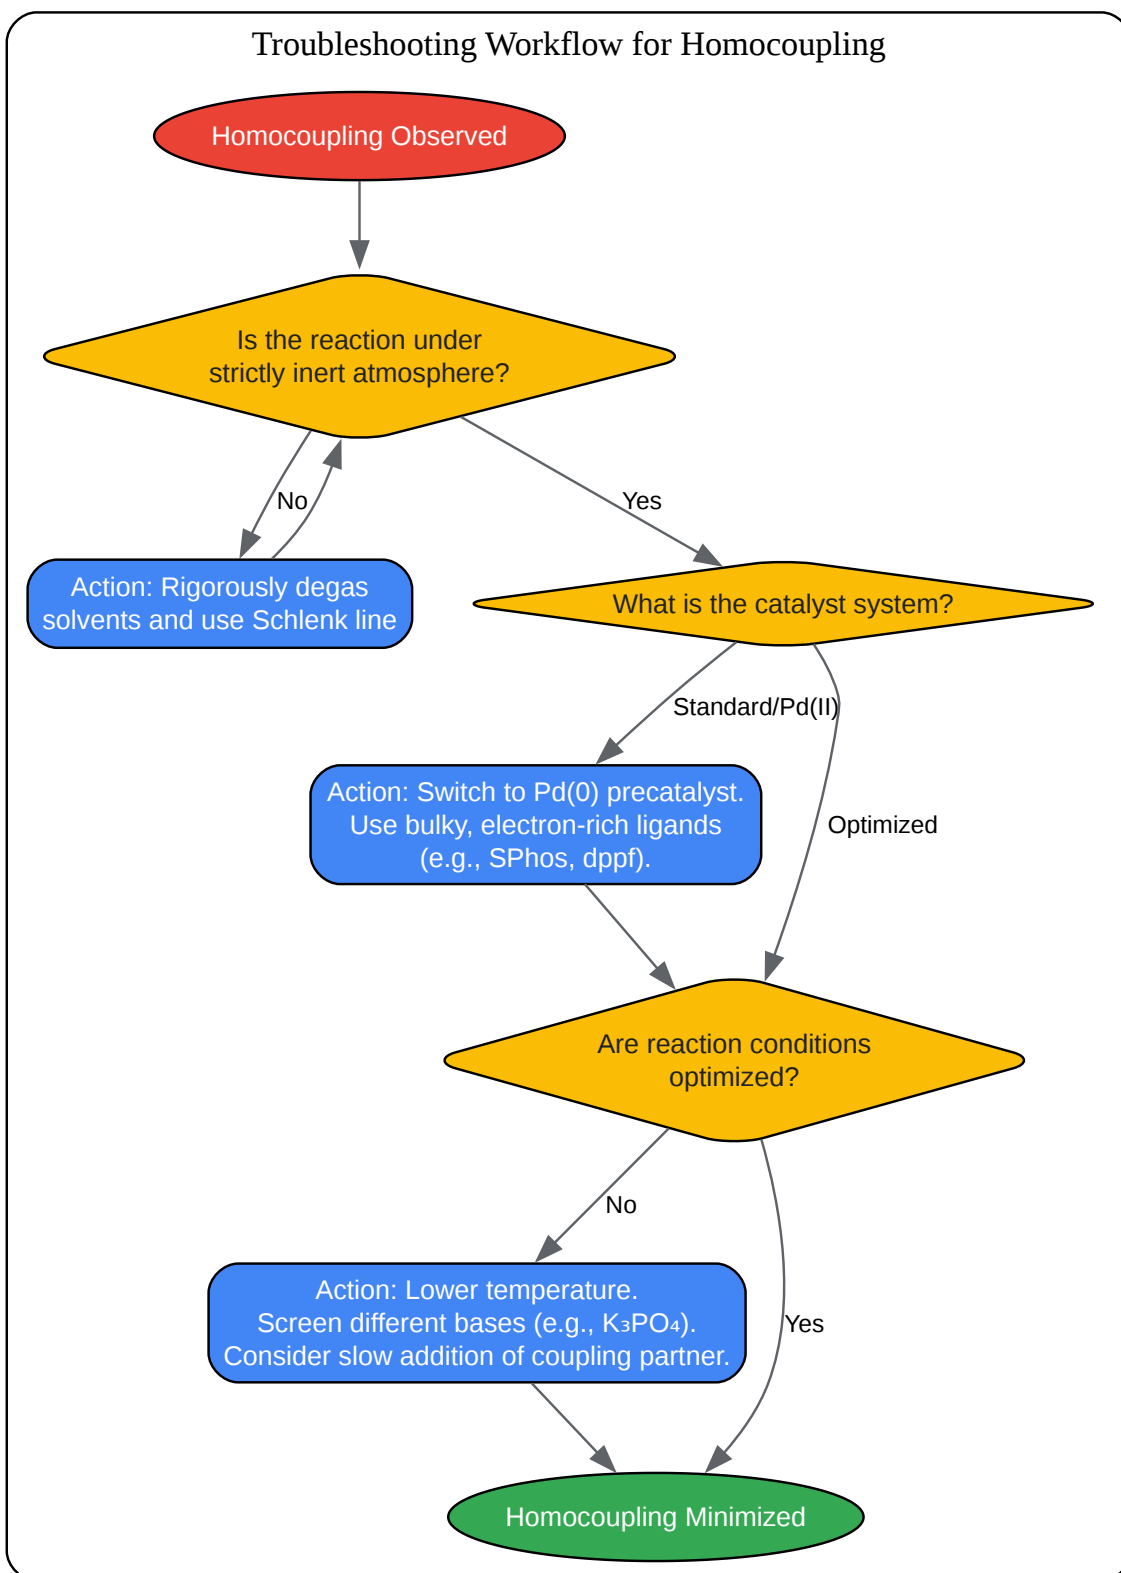 Troubleshooting Workflow for Homocoupling
Homocoupling Observed
Is the reaction under
strictly inert atmosphere?
No
Yes
Action: Rigorously degas
solvents and use Schlenk line
What is the catalyst system?
Standard/Pd(II)
Action: Switch to Pd(0) precatalyst.
Use bulky, electron-rich ligands
(e.g., SPhos, dppf).
Optimized
Are reaction conditions
optimized?
No
Action: Lower temperature.
Screen different bases (e.g., K₃PO₄).
Consider slow addition of coupling partner.
Yes
Homocoupling Minimized